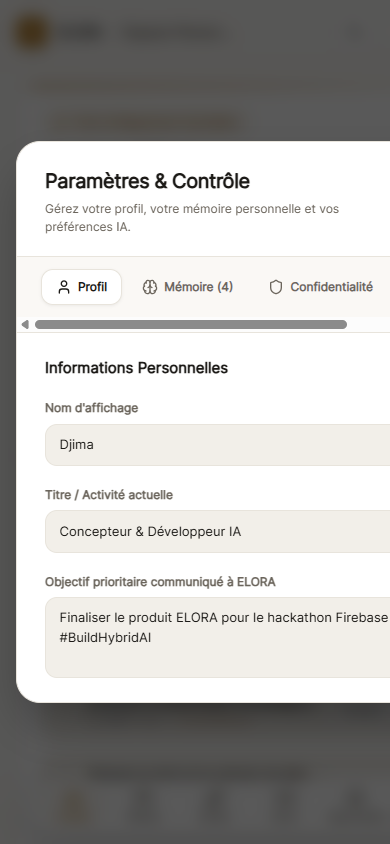 Paramètres & Contrôle
Gérez votre profil, votre mémoire personnelle et vos
préférences IA.
Profil
Mémoire (4)
Confidentialité
Informations Personnelles
Nom d'affichage
Djima
Titre / Activité actuelle
Concepteur & Développeur IA
Objectif prioritaire communiqué à ELORA
Finaliser le produit ELORA pour le hackathon Firebase
#BuildHybridAI